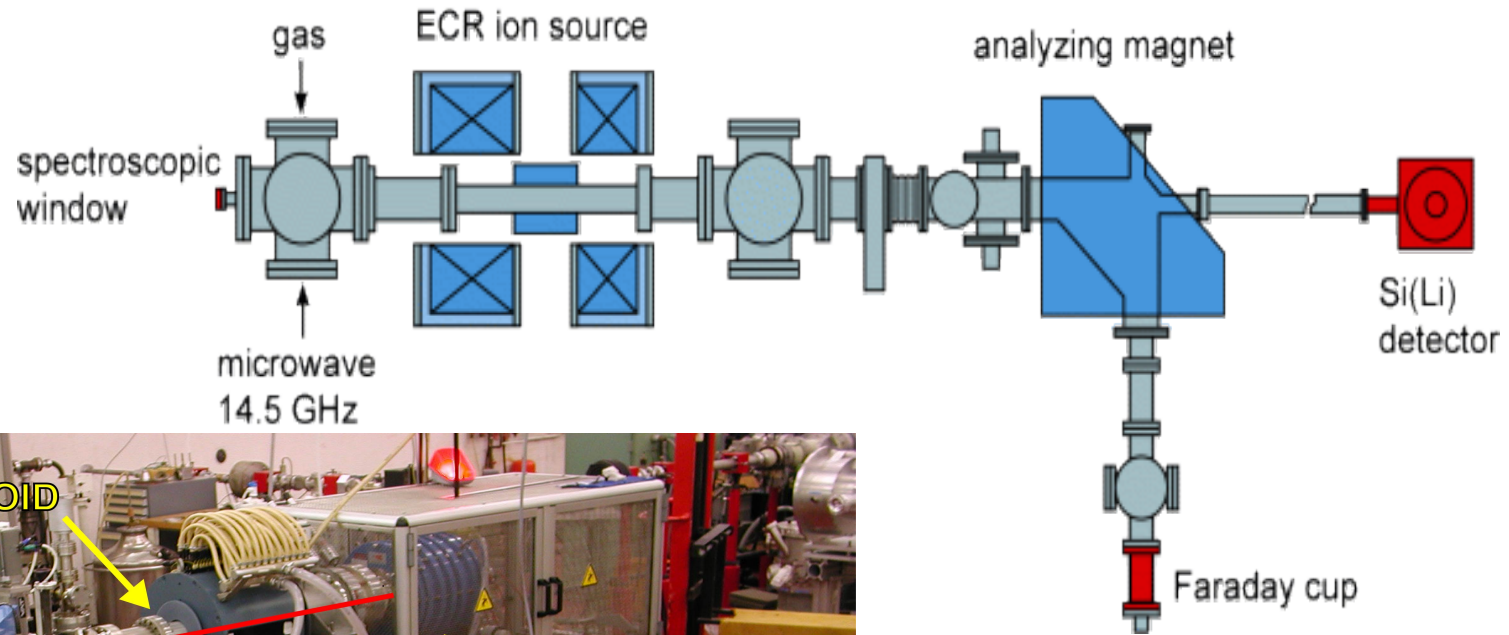 gas
ECR ion source
analyzing magnet
spectroscopic
window
Si(Li)
detector
microwave
14.5 GHz
OID
Faraday cup